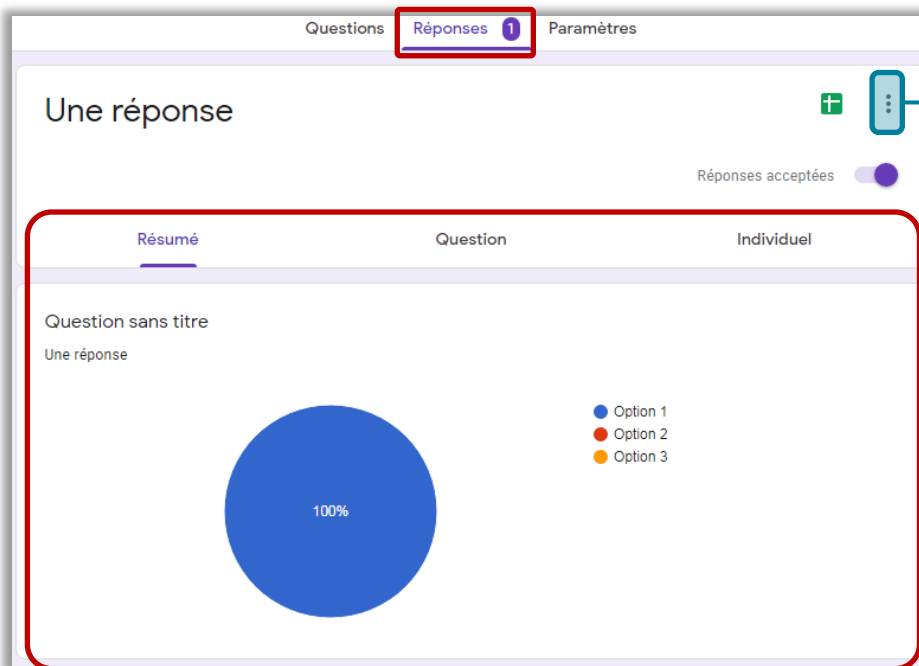 Questions Réponses 1 Paramètres
Une réponse
Réponses acceptées
Résumé Question Individuel
Question sans titre
Une réponse
Option 1
Option 2
Option 3
100%